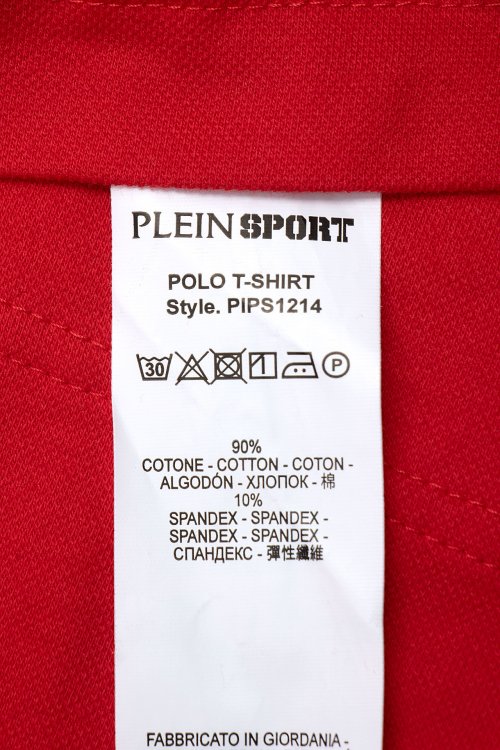 PLEIN SPORT
POLO T-SHIRT
Style. PIPS1214
30 P
90%
COTONE - COTTON - COTON -
ALGODÓN - ХЛОПОК - 棉
10%
SPANDEX - SPANDEX -
SPANDEX - SPANDEX -
СПАНДЕКС - 彈性纖維
FABBRICATO IN GIORDANIA -